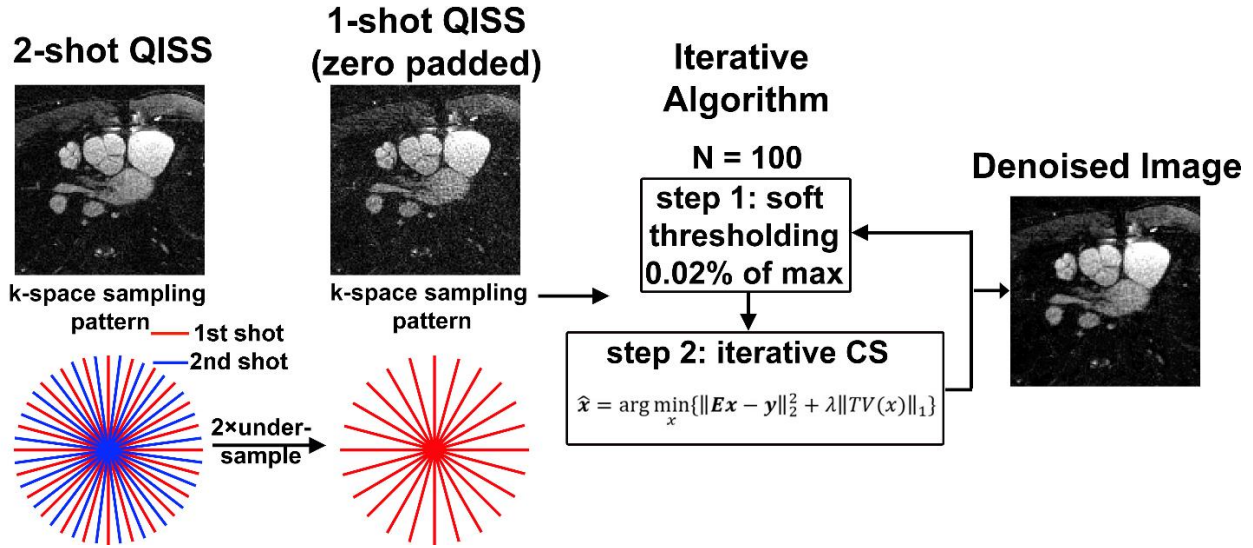 2-shot QISS
k-space sampling
pattern
1st shot
2nd shot
2×under-
sample
1-shot QISS
(zero padded)
k-space sampling
pattern
Iterative
Algorithm
N = 100
step 1: soft
thresholding
0.02% of max
step 2: iterative CS
x̂ = arg min{‖Ex − y‖₂² + λ‖TV(x)‖₁}
x
Denoised Image